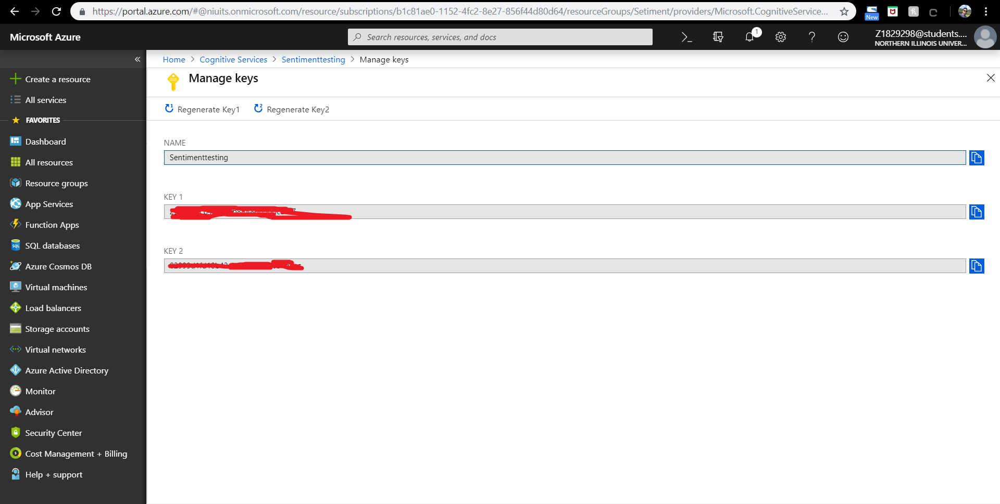 https://portal.azure.com/#@niuits.onmicrosoft.com/resource/subscriptions/b1c81ae0-1152-4fc2-8e27-856f44d80d64/resourceGroups/Setiment/providers/Microsoft.CognitiveService...
New
Microsoft Azure
Search resources, services, and docs
1
Z1829298@students....
NORTHERN ILLINOIS UNIVER...
Home > Cognitive Services > Sentimenttesting > Manage keys
Manage keys
Create a resource
All services
FAVORITES
Dashboard
All resources
Resource groups
App Services
Function Apps
SQL databases
Azure Cosmos DB
Virtual machines
Load balancers
Storage accounts
Virtual networks
Azure Active Directory
Monitor
Advisor
Security Center
Cost Management + Billing
Help + support
1 Regenerate Key1
2 Regenerate Key2
NAME
Sentimenttesting
KEY 1
KEY 2